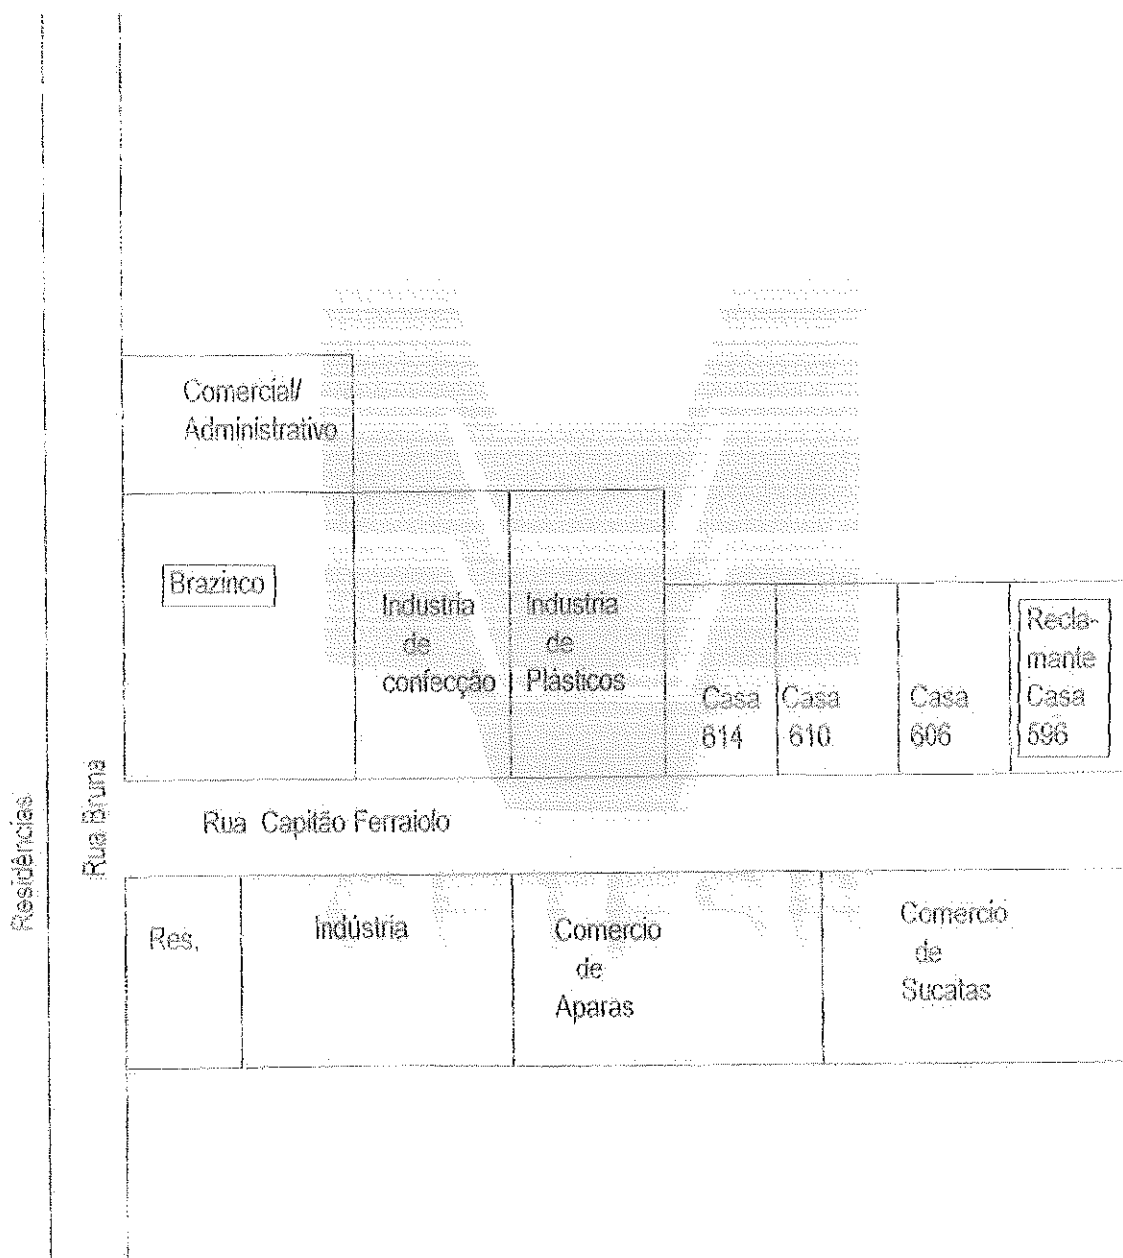 Comercial/
Administrativo
Brazinco
Industria
de
confecção
Industria
de
Plásticos
Casa
614
Casa
610
Casa
606
Recla-
mante
Casa
596
Residências
Rua Bruna
Rua Capitão Ferraiolo
Res.
Indústria
Comercio
de
Aparas
Comercio
de
Sucatas